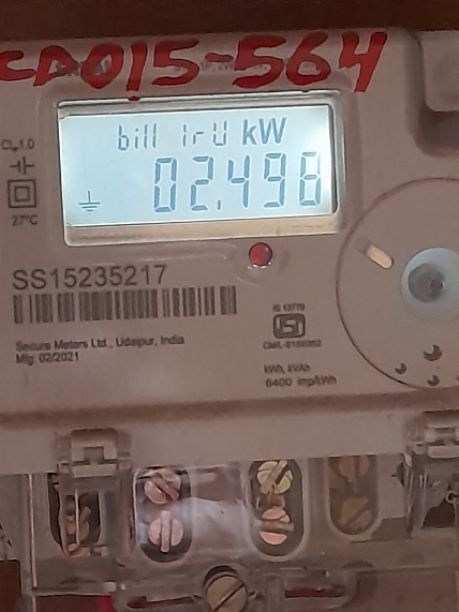 CD015-564
bill 1rU kW
02.498
Cl.1.0
27°C
SS15235217
Secure Meters Ltd., Udaipur, India
Mfg: 02/2021
IS 13779
kWh, kVAh
6400 imp/kWh